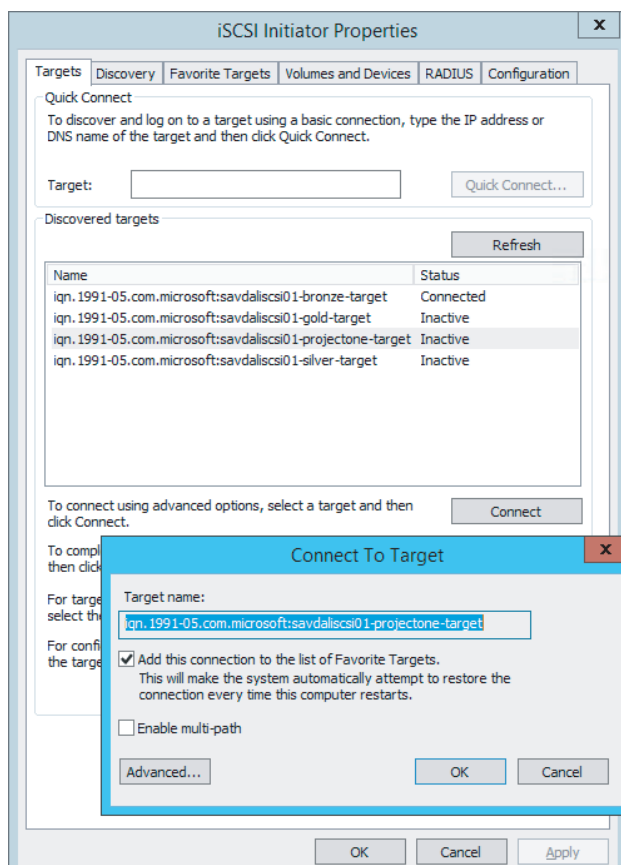 iSCSI Initiator Properties
x
Targets Discovery Favorite Targets Volumes and Devices RADIUS Configuration
Quick Connect
To discover and log on to a target using a basic connection, type the IP address or
DNS name of the target and then click Quick Connect.
Target:
Quick Connect...
Discovered targets
Refresh
Name Status
iqn.1991-05.com.microsoft:savdaliscsi01-bronze-target Connected
iqn.1991-05.com.microsoft:savdaliscsi01-gold-target Inactive
iqn.1991-05.com.microsoft:savdaliscsi01-projectone-target Inactive
iqn.1991-05.com.microsoft:savdaliscsi01-silver-target Inactive
To connect using advanced options, select a target and then
click Connect.
Connect
To compl
then click
For targe
select the
For confi
the targe
Connect To Target
x
Target name:
iqn.1991-05.com.microsoft:savdaliscsi01-projectone-target
Add this connection to the list of Favorite Targets.
This will make the system automatically attempt to restore the
connection every time this computer restarts.
Enable multi-path
Advanced... OK Cancel
OK Cancel Apply